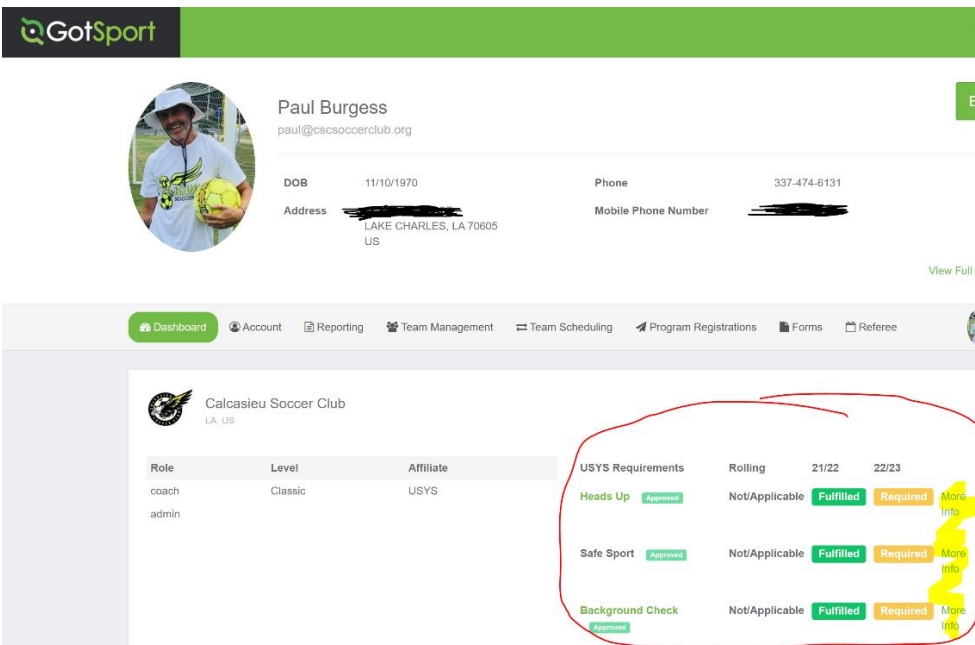 GotSport
Paul Burgess
paul@cscsoccerclub.org
DOB 11/10/1970 Phone 337-474-6131
Address Mobile Phone Number
LAKE CHARLES, LA 70605
US
View Full
Dashboard Account Reporting Team Management Team Scheduling Program Registrations Forms Referee
Calcasieu Soccer Club
LA, US
Role Level Affiliate USYS Requirements Rolling 21/22 22/23
coach Classic USYS Heads Up Approved Not/Applicable Fulfilled Required More Info
admin
Safe Sport Approved Not/Applicable Fulfilled Required More Info
Background Check Not/Applicable Fulfilled Required More Info
Approved